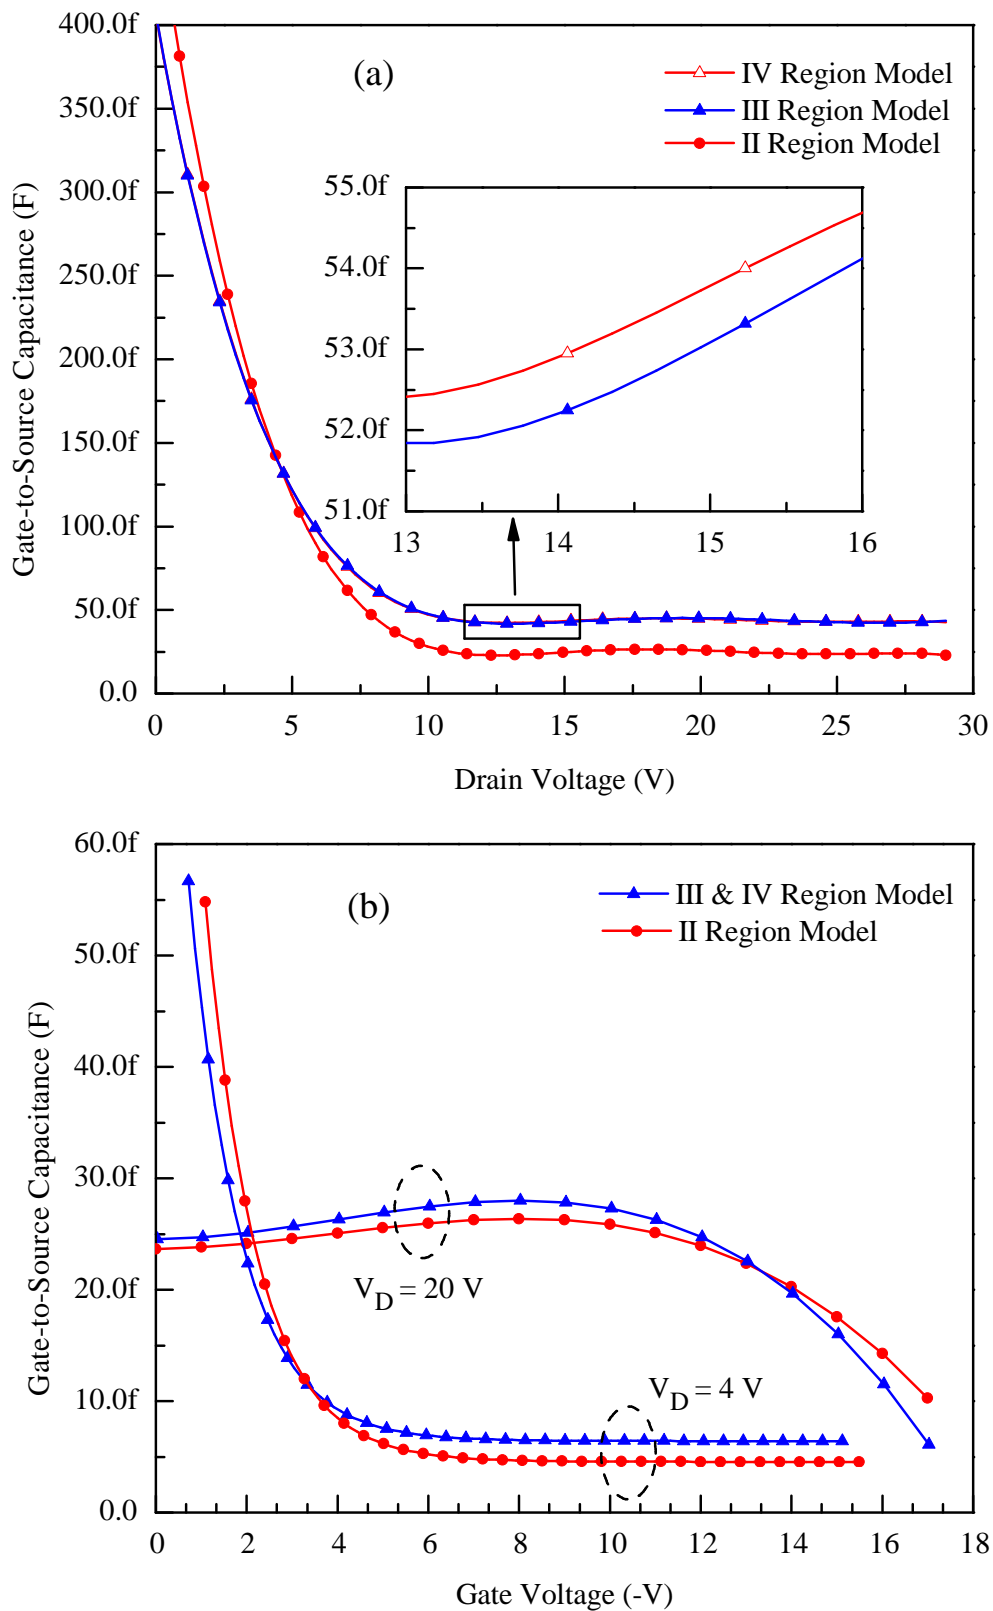 400.0f
350.0f
300.0f
250.0f
200.0f
150.0f
100.0f
50.0f
0.0
Gate-to-Source Capacitance (F)
(a)
IV Region Model
III Region Model
II Region Model
55.0f
54.0f
53.0f
52.0f
51.0f
13 14 15 16
0 5 10 15 20 25 30
Drain Voltage (V)
60.0f
50.0f
40.0f
30.0f
20.0f
10.0f
0.0
Gate-to-Source Capacitance (F)
(b)
III & IV Region Model
II Region Model
V_D = 20 V
V_D = 4 V
0 2 4 6 8 10 12 14 16 18
Gate Voltage (-V)